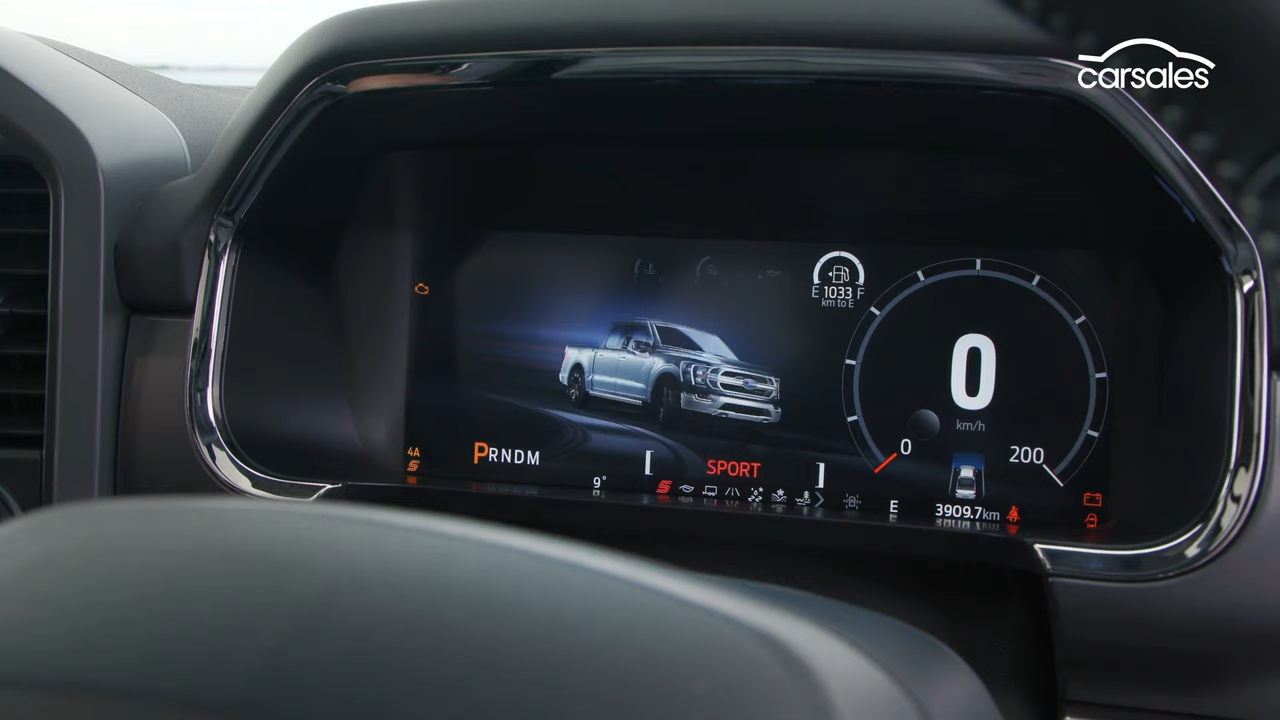 carsales
E 1033 F
km to E
0
km/h
0
200
4A
PRNDM
[ SPORT ]
9°
E
3909.7km